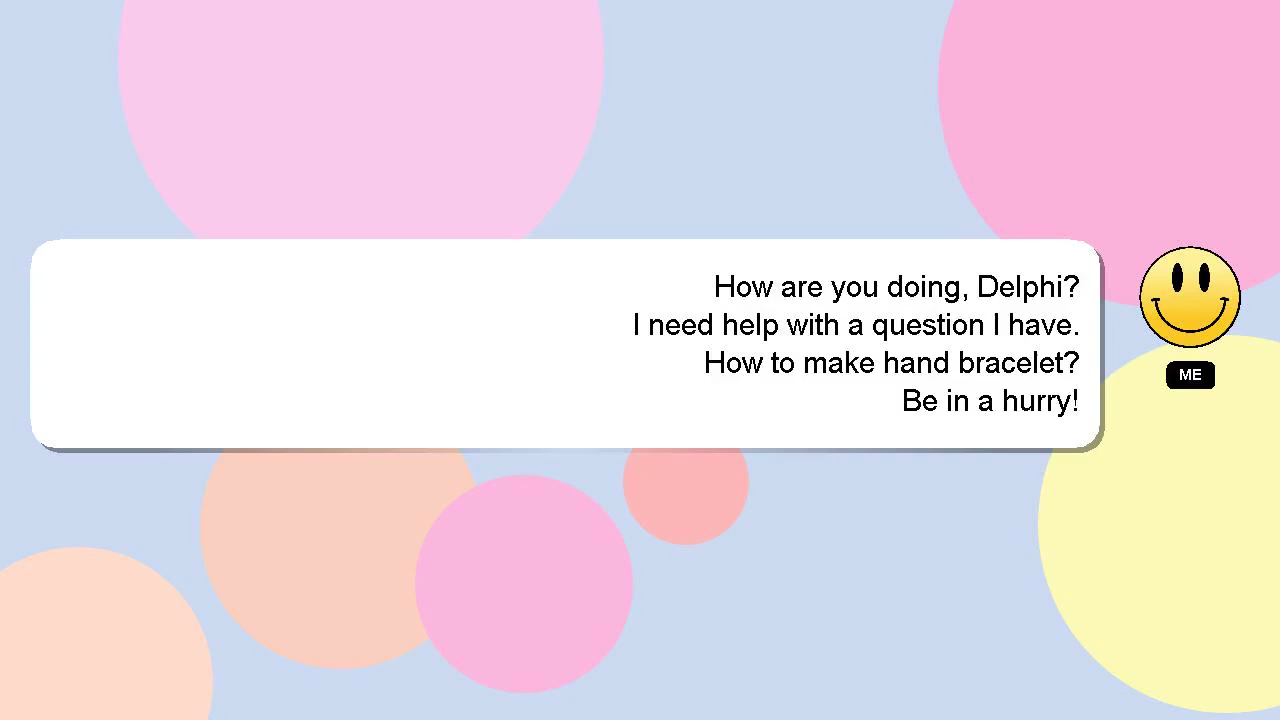 How are you doing, Delphi?
I need help with a question I have.
How to make hand bracelet?
Be in a hurry!
ME